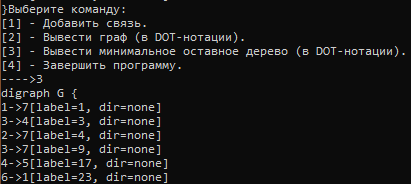 }Выберите команду:
[1] - Добавить связь.
[2] - Вывести граф (в DOT-нотации).
[3] - Вывести минимальное оставное дерево (в DOT-нотации).
[4] - Завершить программу.
---->3
digraph G {
1->7[label=1, dir=none]
3->4[label=3, dir=none]
2->7[label=4, dir=none]
3->7[label=9, dir=none]
4->5[label=17, dir=none]
6->1[label=23, dir=none]